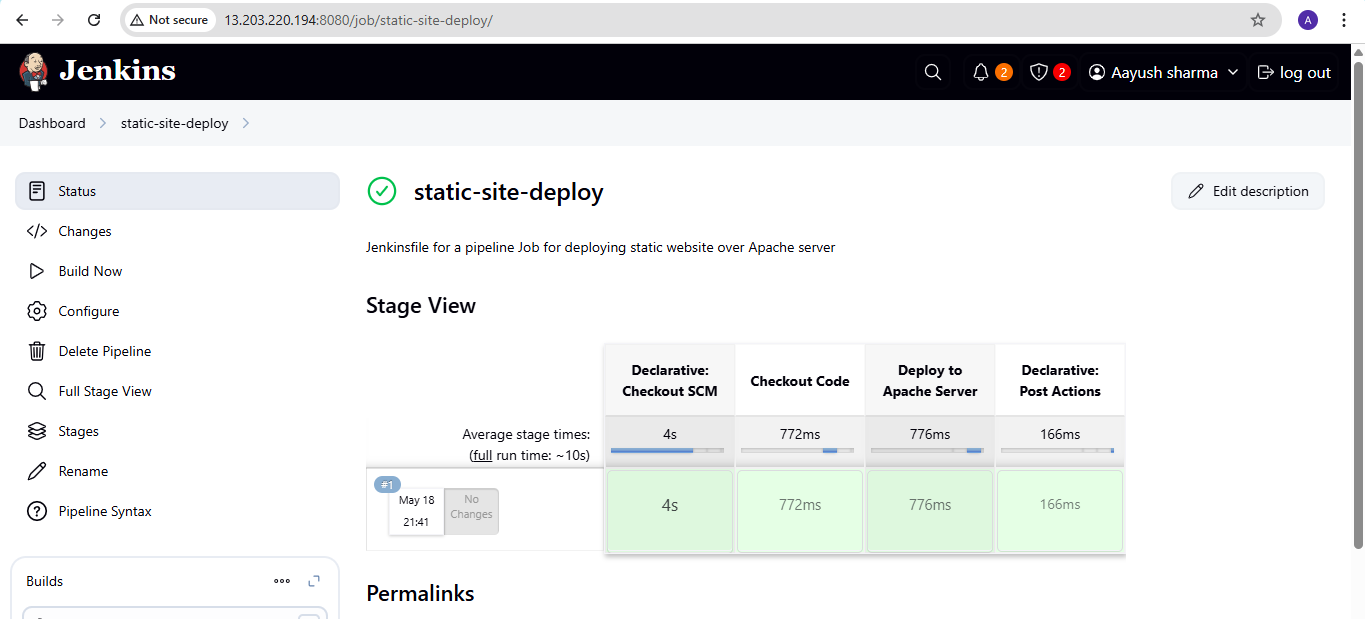 Not secure
13.203.220.194:8080/job/static-site-deploy/
A
Jenkins
2
2
Aayush sharma
log out
Dashboard
static-site-deploy
Status
Changes
Build Now
Configure
Delete Pipeline
Full Stage View
Stages
Rename
Pipeline Syntax
Builds
static-site-deploy
Edit description
Jenkinsfile for a pipeline Job for deploying static website over Apache server
Stage View
Declarative:
Checkout SCM
Checkout Code
Deploy to
Apache Server
Declarative:
Post Actions
Average stage times:
(full run time: ~10s)
4s
772ms
776ms
166ms
#1
May 18
21:41
No
Changes
4s
772ms
776ms
166ms
Permalinks